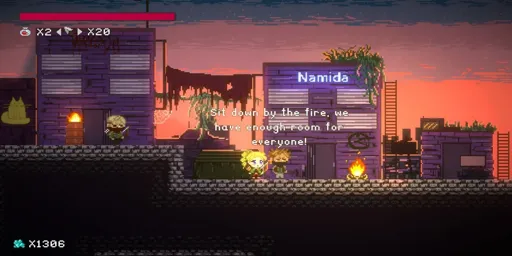 X2
X20
Namida
Sit down by the fire, we
have enough room for
everyone!
X1306